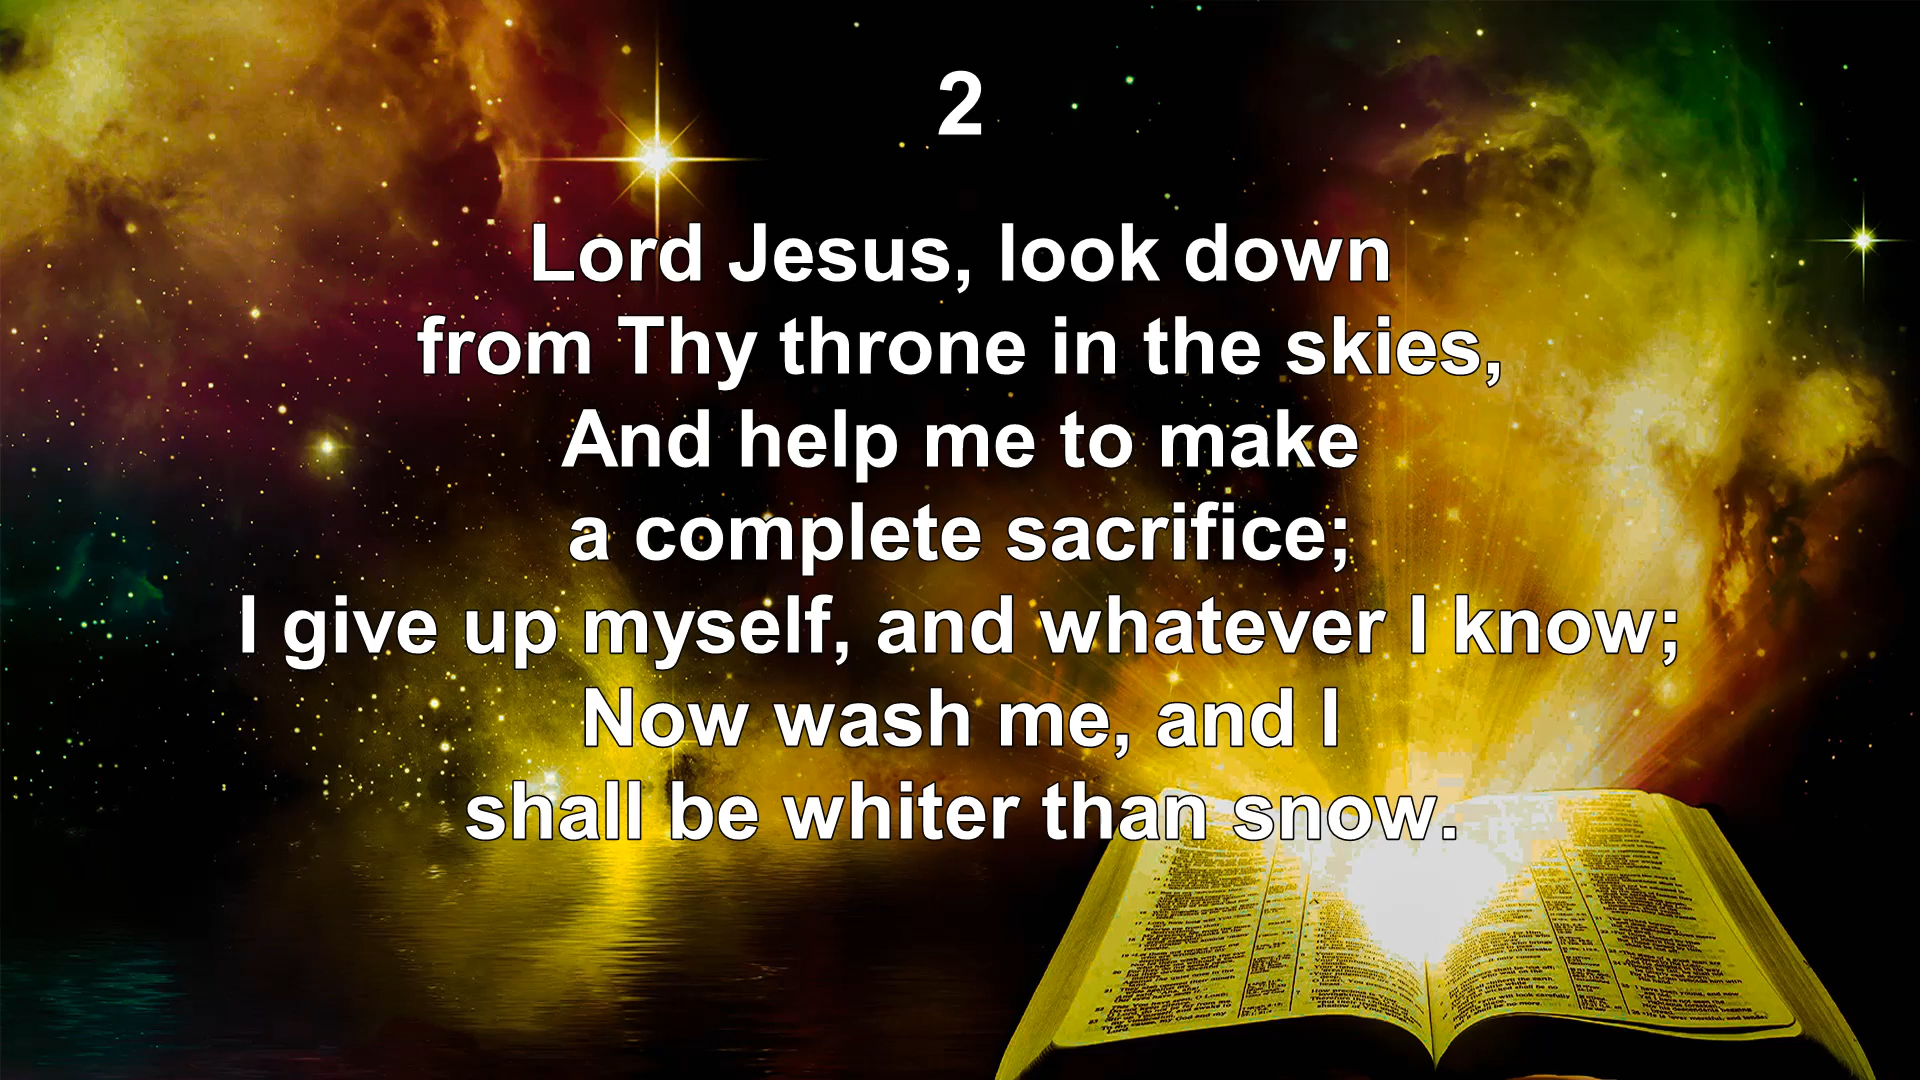 2
Lord Jesus, look down
from Thy throne in the skies,
And help me to make
a complete sacrifice;
I give up myself, and whatever I know;
Now wash me, and I
shall be whiter than snow.